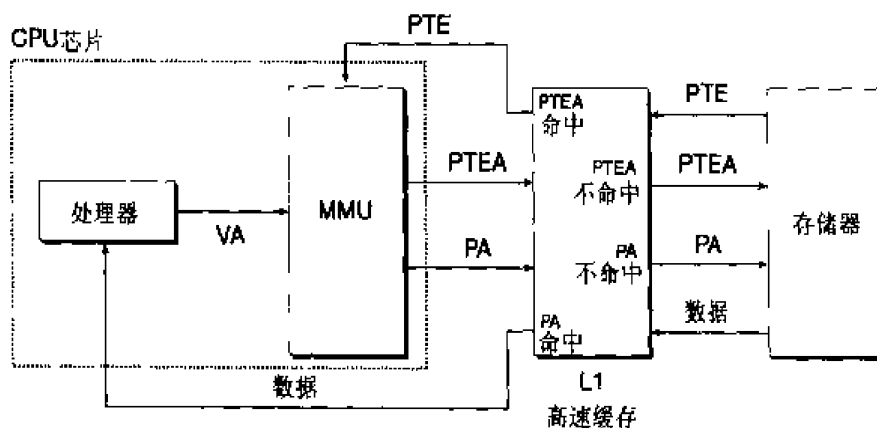 PTE
CPU芯片
PTEA
命中
PTE
PTEA
PTEA
不命中
PTEA
处理器
VA
MMU
存储器
PA
PA
不命中
PA
数据
PA
命中
数据
L1
高速缓存